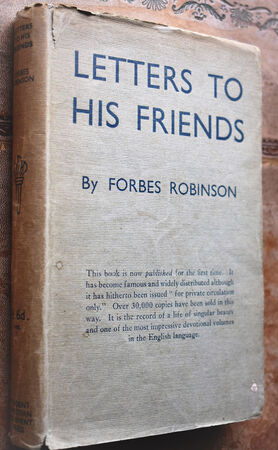 LETTERS TO
HIS FRIENDS
By FORBES ROBINSON
This book is now published for the first time. It
has become famous and widely distributed although
it has hitherto been issued "for private circulation
only." Over 30,000 copies have been sold in this
way. It is the record of a life of singular beauty
and one of the most impressive devotional volumes
in the English language.
LETTERS
TO HIS
FRIENDS
FORBES
ROBINSON
6d.